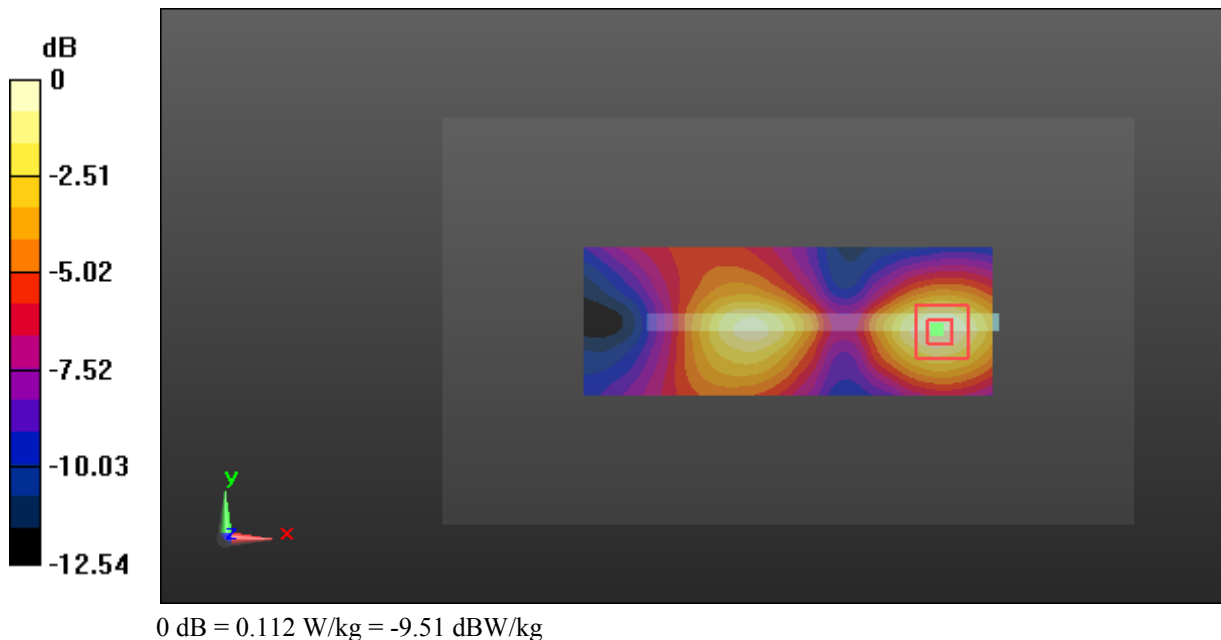 dB
0
-2.51
-5.02
-7.52
-10.03
-12.54
y
z
x
0 dB = 0.112 W/kg = -9.51 dBW/kg